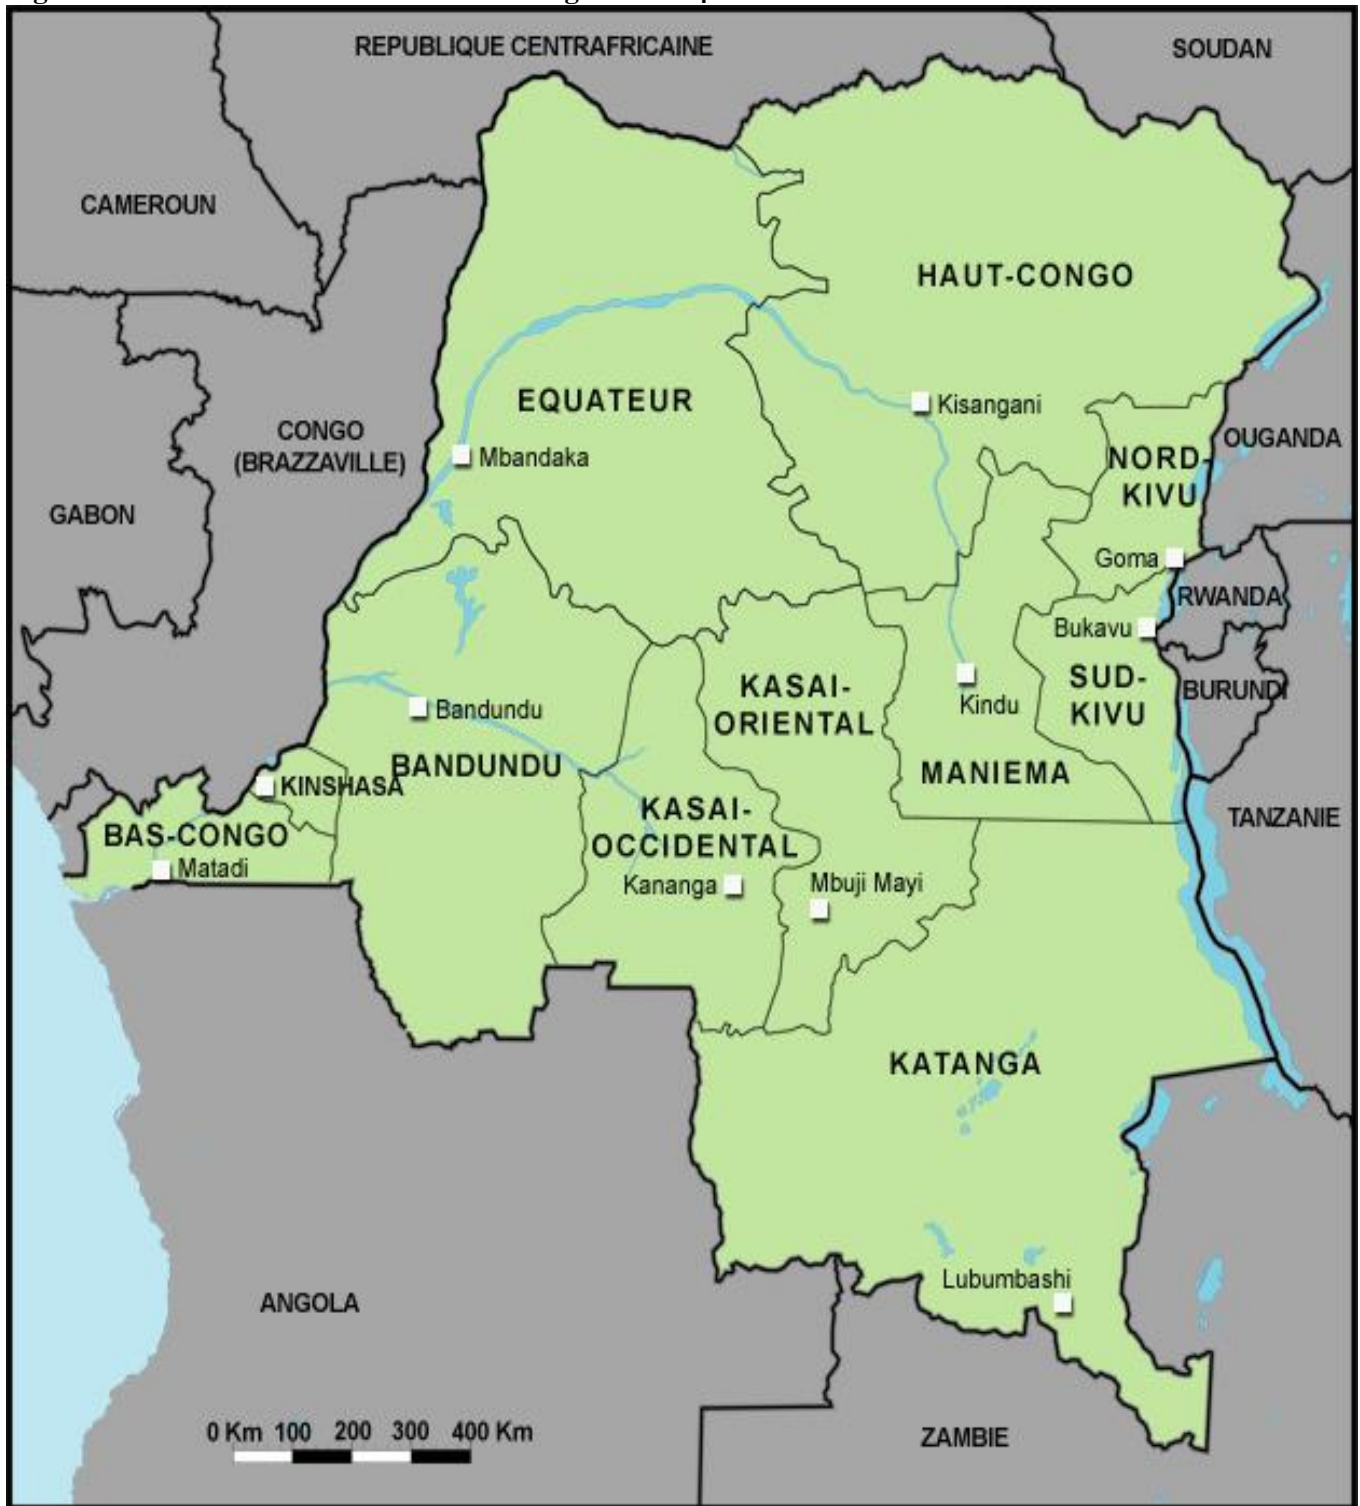 REPUBLIQUE CENTRAFRICAINE
SOUDAN
CAMEROUN
HAUT-CONGO
EQUATEUR
Kisangani
CONGO
(BRAZZAVILLE)
OUGANDA
Mbandaka
NORD-
KIVU
GABON
Goma
RWANDA
Bukavu
KASAI-
ORIENTAL
Kindu
SUD-
KIVU
BURUNDI
Bandundu
BANDUNDU
MANIEMA
KINSHASA
KASAI-
OCCIDENTAL
TANZANIE
BAS-CONGO
Matadi
Kananga
Mbuji Mayi
KATANGA
Lubumbashi
ANGOLA
0 Km 100 200 300 400 Km
ZAMBIE